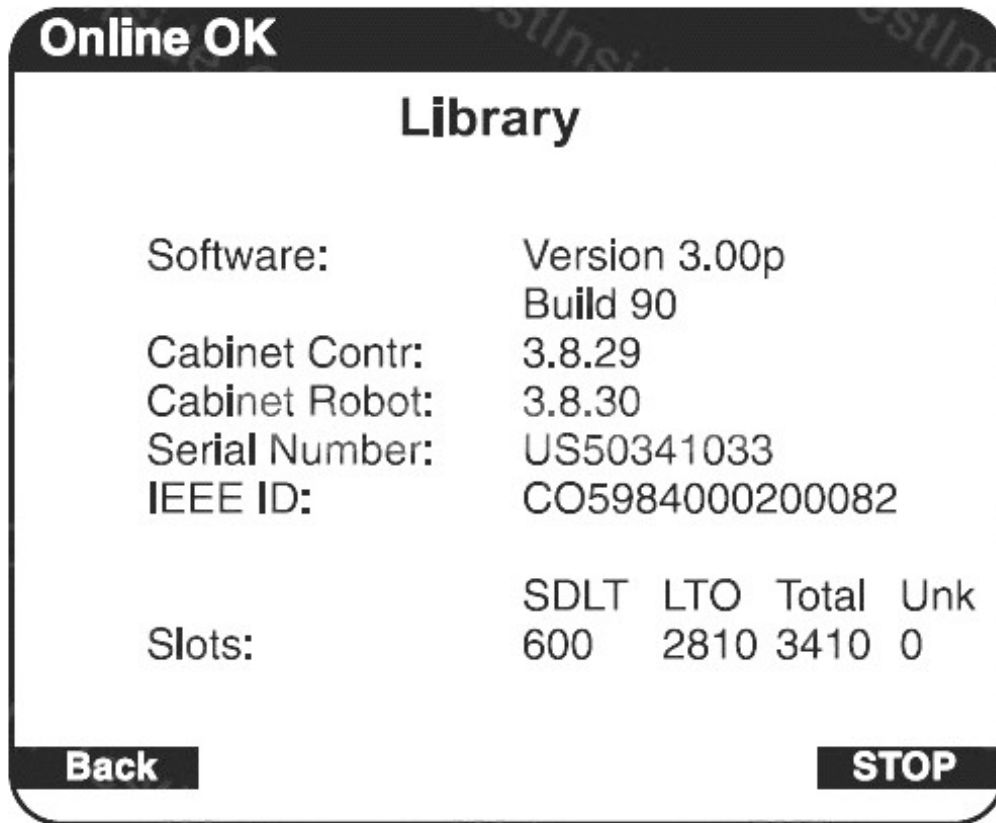 Online OK
Library
Software: Version 3.00p
Build 90
Cabinet Contr: 3.8.29
Cabinet Robot: 3.8.30
Serial Number: US50341033
IEEE ID: CO5984000200082
SDLT LTO Total Unk
Slots: 600 2810 3410 0
Back STOP